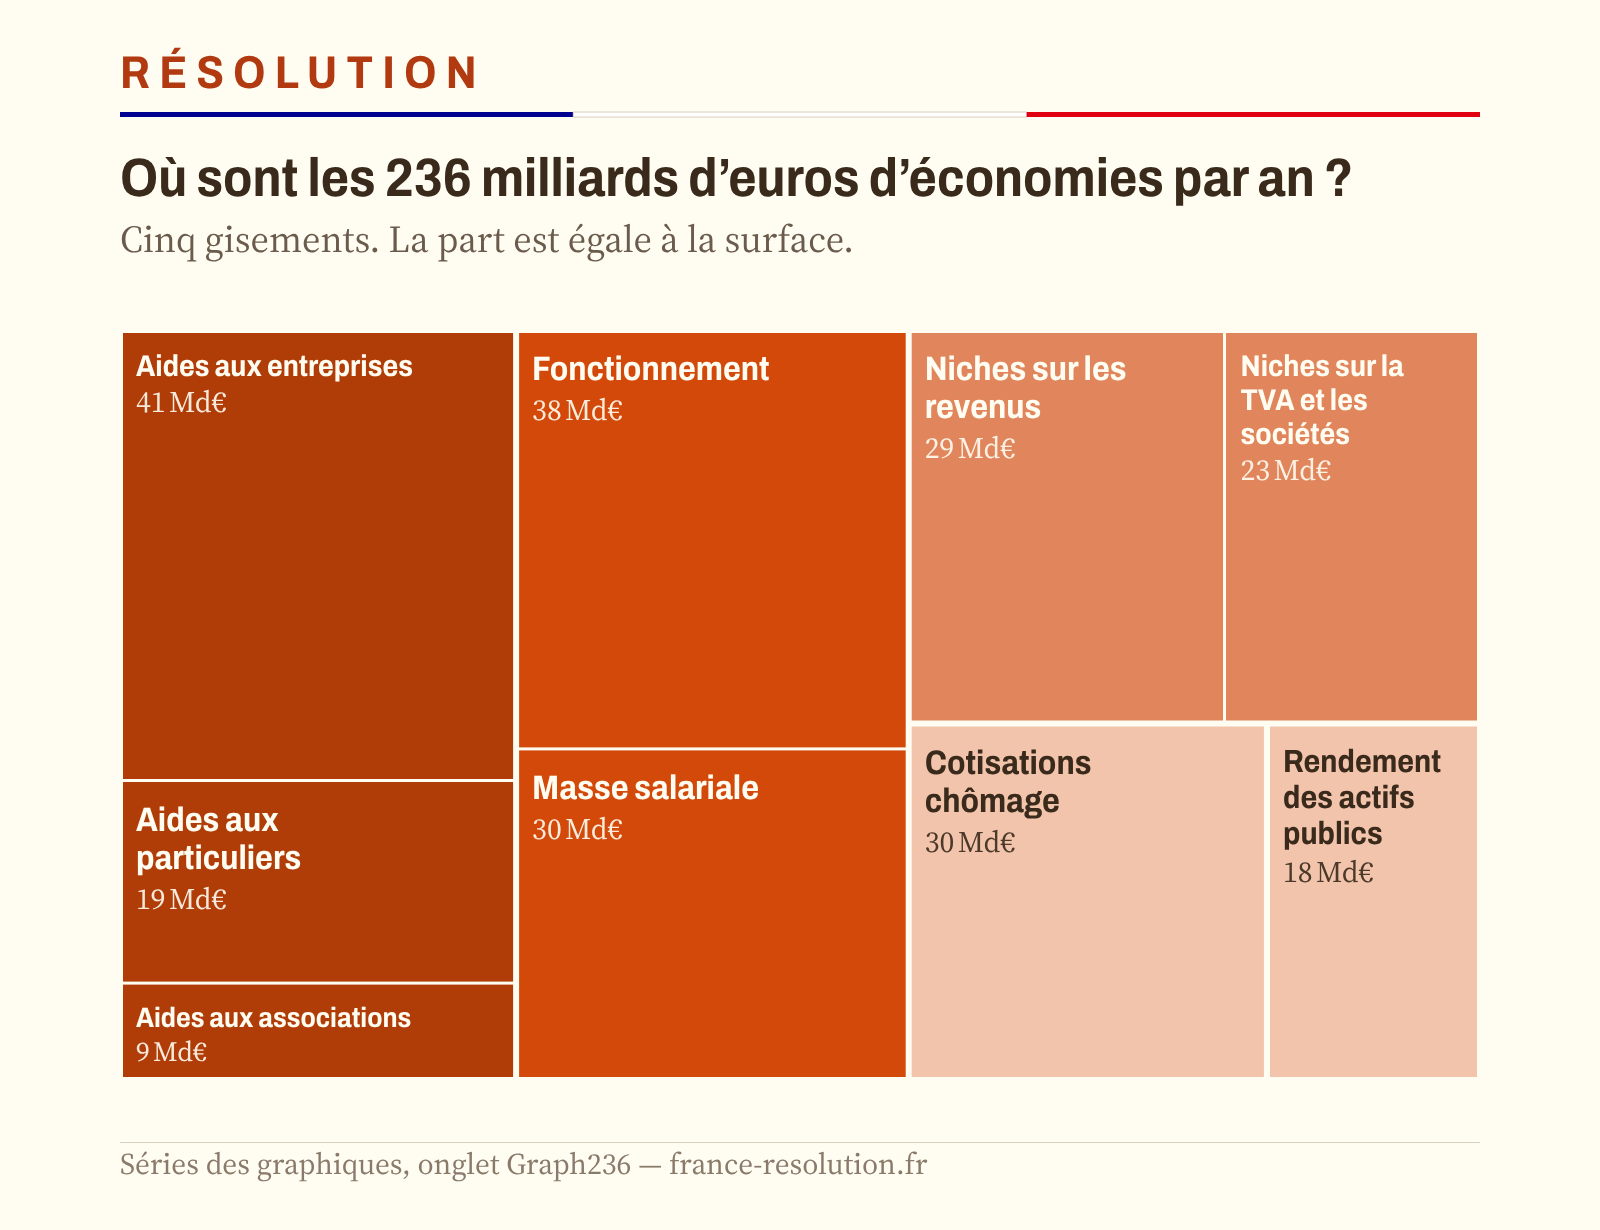 RÉSOLUTION
Où sont les 236 milliards d’euros d’économies par an ?
Cinq gisements. La part est égale à la surface.
Aides aux entreprises
41 Md€
Aides aux
particuliers
19 Md€
Aides aux associations
9 Md€
Fonctionnement
38 Md€
Masse salariale
30 Md€
Niches sur les
revenus
29 Md€
Niches sur la
TVA et les
sociétés
23 Md€
Cotisations
chômage
30 Md€
Rendement
des actifs
publics
18 Md€
Séries des graphiques, onglet Graph236 — france-resolution.fr